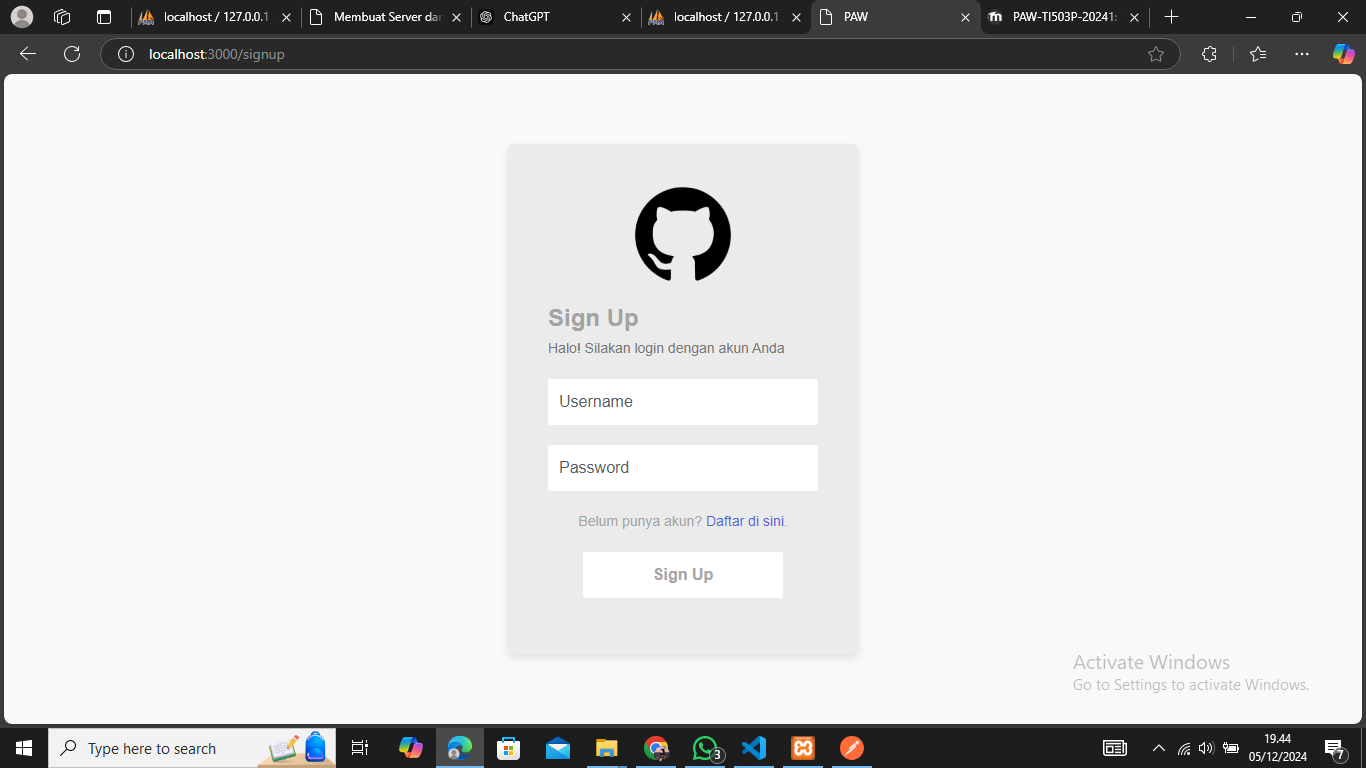 localhost / 127.0.0.1
Membuat Server dar
ChatGPT
localhost / 127.0.0.1
PAW
PAW-TI503P-20241:
localhost:3000/signup
Sign Up
Halo! Silakan login dengan akun Anda
Username
Password
Belum punya akun? Daftar di sini.
Sign Up
Activate Windows
Go to Settings to activate Windows.
Type here to search
3
19.44
05/12/2024
7